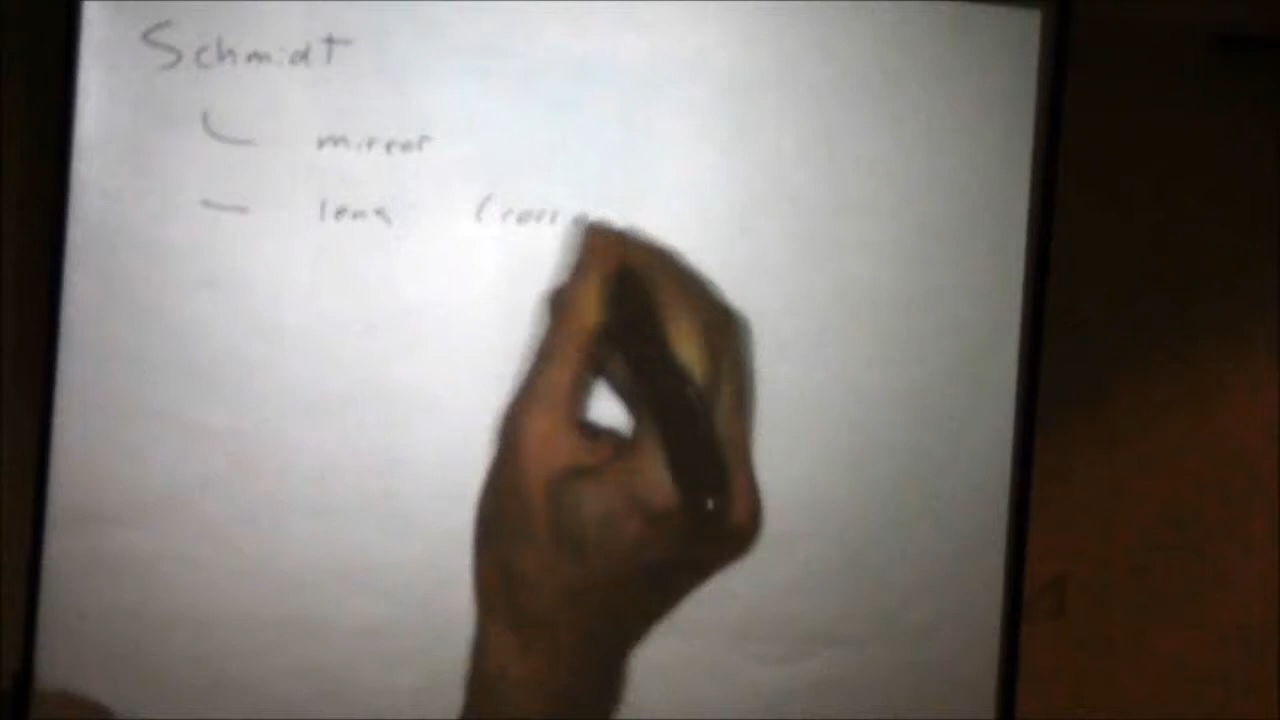 Schmidt
mirror
— lens